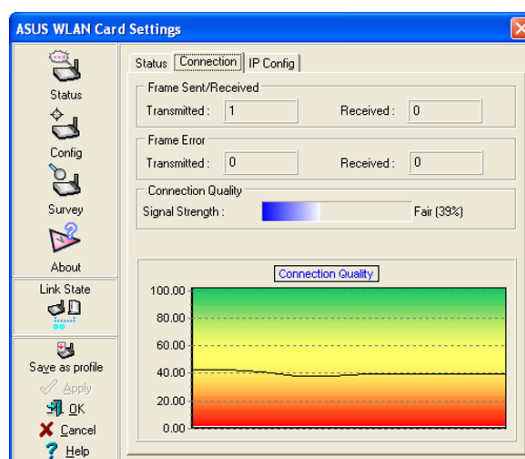 ASUS WLAN Card Settings
Status
Config
Survey
About
Link State
Save as profile
Apply
OK
Cancel
Help
Status Connection IP Config
Frame Sent/Received
Transmitted : 1 Received : 0
Frame Error
Transmitted : 0 Received : 0
Connection Quality
Signal Strength : Fair (39%)
Connection Quality
100.00
80.00
60.00
40.00
20.00
0.00